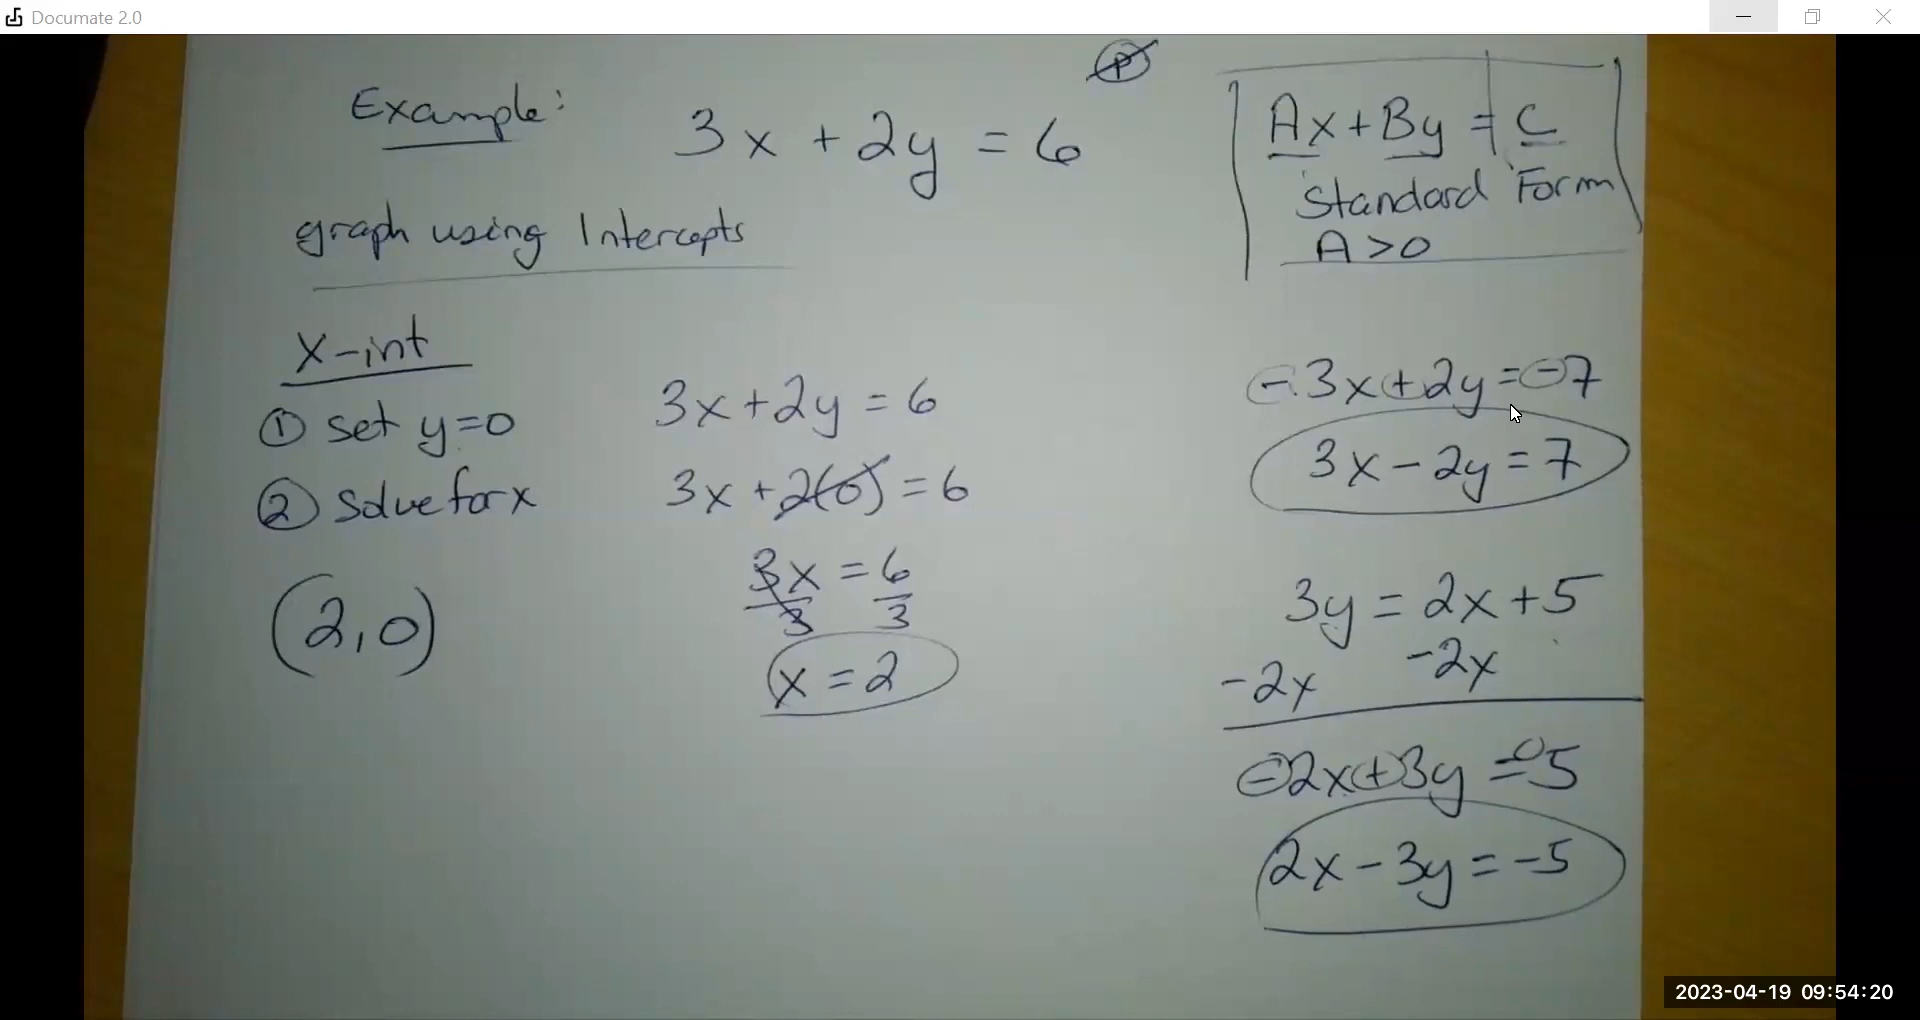 Documate 2.0
P
Example:
3x + 2y = 6
graph using Intercepts
Ax + By = C
Standard Form
A > 0
x-int
① set y=0
② solve for x
(2,0)
3x + 2y = 6
3x + 2(0) = 6
3x = 6
3 3
x = 2
-3x + 2y = -7
3x - 2y = 7
3y = 2x + 5
-2x -2x
-2x + 3y = 5
2x - 3y = -5
2023-04-19 09:54:20